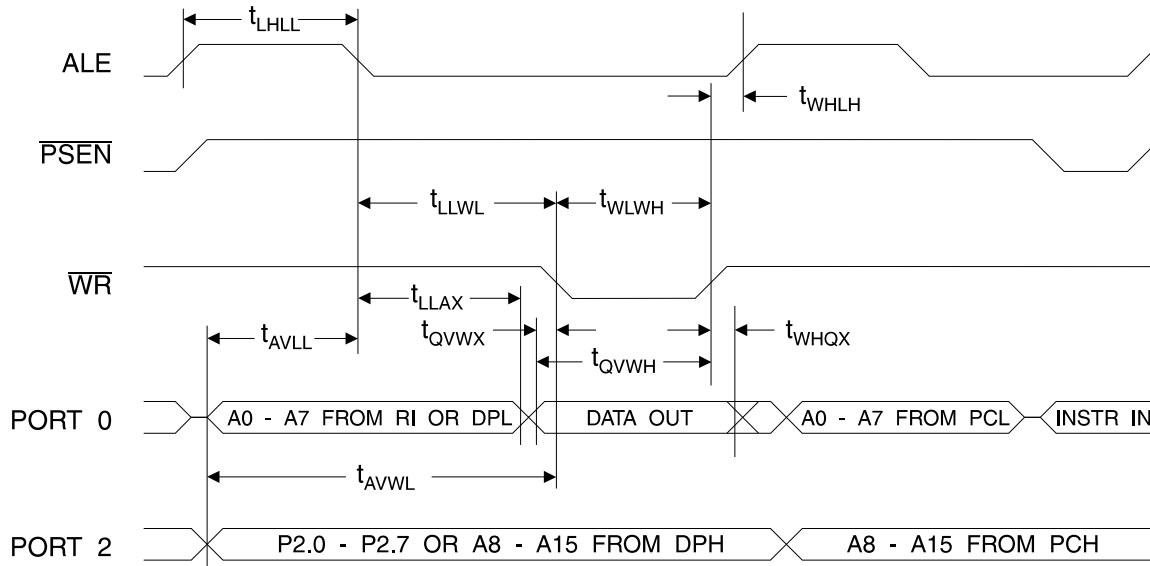 tLHLL
ALE
tWHLH
PSEN
tLLWL tWLWH
WR
tLLAX
tAVLL tQVWX tWHQX
tQVWH
PORT 0 A0 - A7 FROM RI OR DPL DATA OUT A0 - A7 FROM PCL INSTR IN
tAVWL
PORT 2 P2.0 - P2.7 OR A8 - A15 FROM DPH A8 - A15 FROM PCH